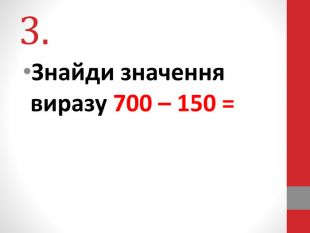 3.
•Знайди значення
виразу 700 – 150 =